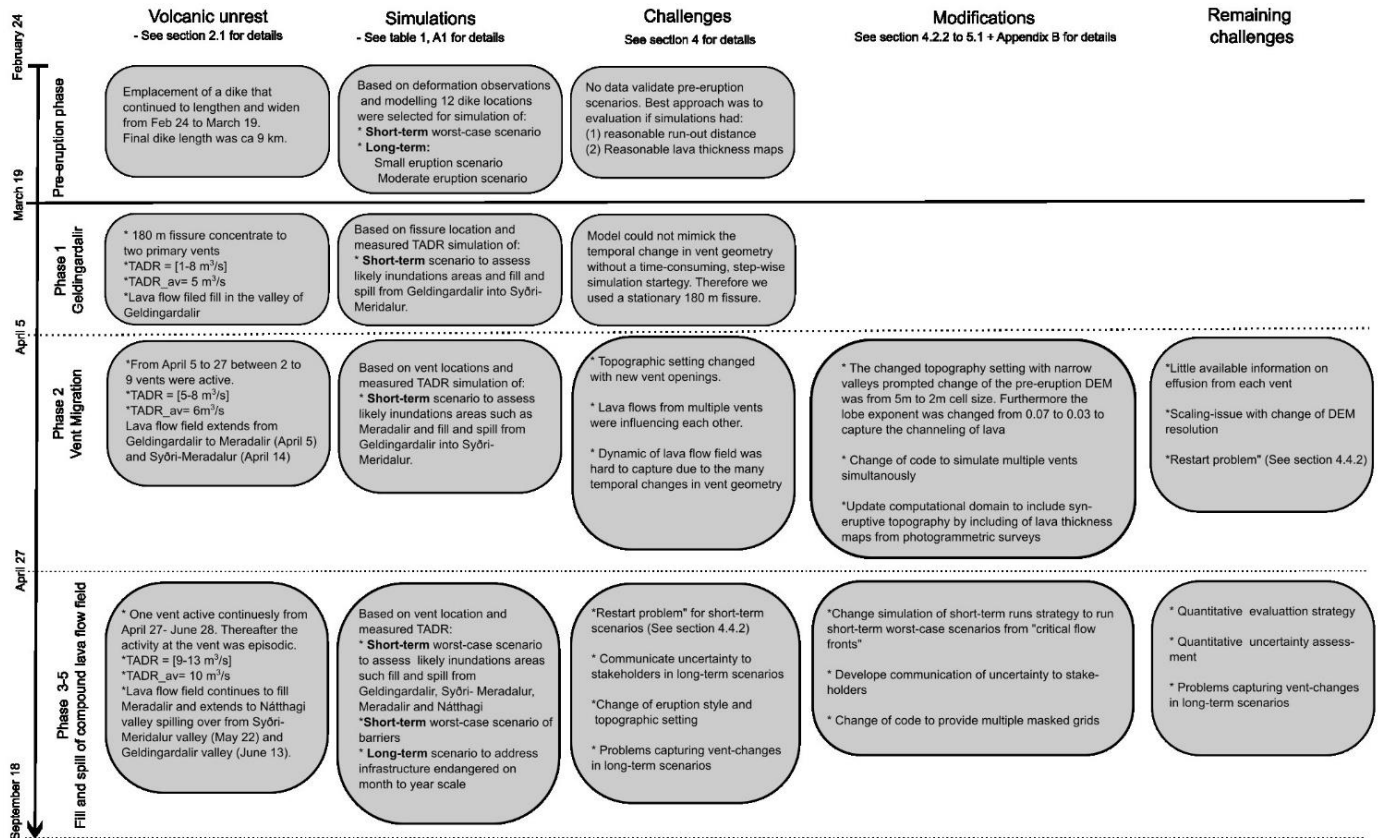 Volcanic unrest
- See section 2.1 for details
Simulations
- See table 1, A1 for details
Challenges
See section 4 for details
Modifications
See section 4.2.2 to 5.1 + Appendix B for details
Remaining
challenges
February 24
Pre-eruption phase
Emplacement of a dike that
continued to lengthen and widen
from Feb 24 to March 19.
Final dike length was ca 9 km.
Based on deformation observations
and modelling 12 dike locations
were selected for simulation of:
* Short-term worst-case scenario
* Long-term:
Small eruption scenario
Moderate eruption scenario
No data validate pre-eruption
scenarios. Best approach was to
evaluation if simulations had:
(1) reasonable run-out distance
(2) Reasonable lava thickness maps
March 19
Phase 1
Geldingardalir
* 180 m fissure concentrate to
two primary vents
*TADR = [1-8 m³/s]
*TADR_av= 5 m³/s
*Lava flow filed fill in the valley of
Geldingardalir
Based on fissure location and
measured TADR simulation of:
* Short-term scenario to assess
likely inundations areas and fill and
spill from Geldingardalir into Syðri-
Meridalur.
Model could not mimick the
temporal change in vent geometry
without a time-consuming, step-wise
simulation startegy. Therefore we
used a stationary 180 m fissure.
April 5
Phase 2
Vent Migration
*From April 5 to 27 between 2 to
9 vents were active.
*TADR = [5-8 m³/s]
*TADR_av= 6m³/s
Lava flow field extends from
Geldingardalir to Meradalir (April 5)
and Syðri-Meradalur (April 14)
Based on vent locations and
measured TADR simulation of:
* Short-term scenario to assess
likely inundations areas such as
Meradalir and fill and spill from
Geldingardalir into Syðri-
Meridalur.
* Topographic setting changed
with new vent openings.
* Lava flows from multiple vents
were influencing each other.
* Dynamic of lava flow field was
hard to capture due to the many
temporal changes in vent geometry
* The changed topography setting with narrow
valleys prompted change of the pre-eruption DEM
was from 5m to 2m cell size. Furthermore the
lobe exponent was changed from 0.07 to 0.03 to
capture the channeling of lava
* Change of code to simulate multiple vents
simultanously
*Update computational domain to include syn-
eruptive topography by including of lava thickness
maps from photogrammetric surveys
*Little available information on
effusion from each vent
*Scaling-issue with change of DEM
resolution
*Restart problem" (See section 4.4.2)
April 27
Phase 3-5
Fill and spill of compound lava flow field
* One vent active continuesly from
April 27- June 28. Thereafter the
activity at the vent was episodic.
*TADR = [9-13 m³/s]
*TADR_av= 10 m³/s
*Lava flow field continues to fill
Meradalir and extends to Nátthagi
valley spilling over from Syðri-
Meridalur valley (May 22) and
Geldingardalir valley (June 13).
Based on vent location and
measured TADR:
* Short-term worst-case scenario
to assess likely inundations areas
such fill and spill from
Geldingardalir, Syðri- Meradalur,
Meradalir and Nátthagi
*Short-term worst-case scenario of
barriers
* Long-term scenario to address
infrastructure endangered on
month to year scale
*Restart problem" for short-term
scenarios (See section 4.4.2)
* Communicate uncertainty to
stakeholders in long-term scenarios
*Change of eruption style and
topographic setting
* Problems capturing vent-changes
in long-term scenarios
*Change simulation of short-term runs strategy to run
short-term worst-case scenarios from "critical flow
fronts"
* Develope communication of uncertainty to stake-
holders
* Change of code to provide multiple masked grids
* Quantitative evaluattion strategy
* Quantitative uncertainty assess-
ment
* Problems capturing vent-changes
in long-term scenarios
September 18